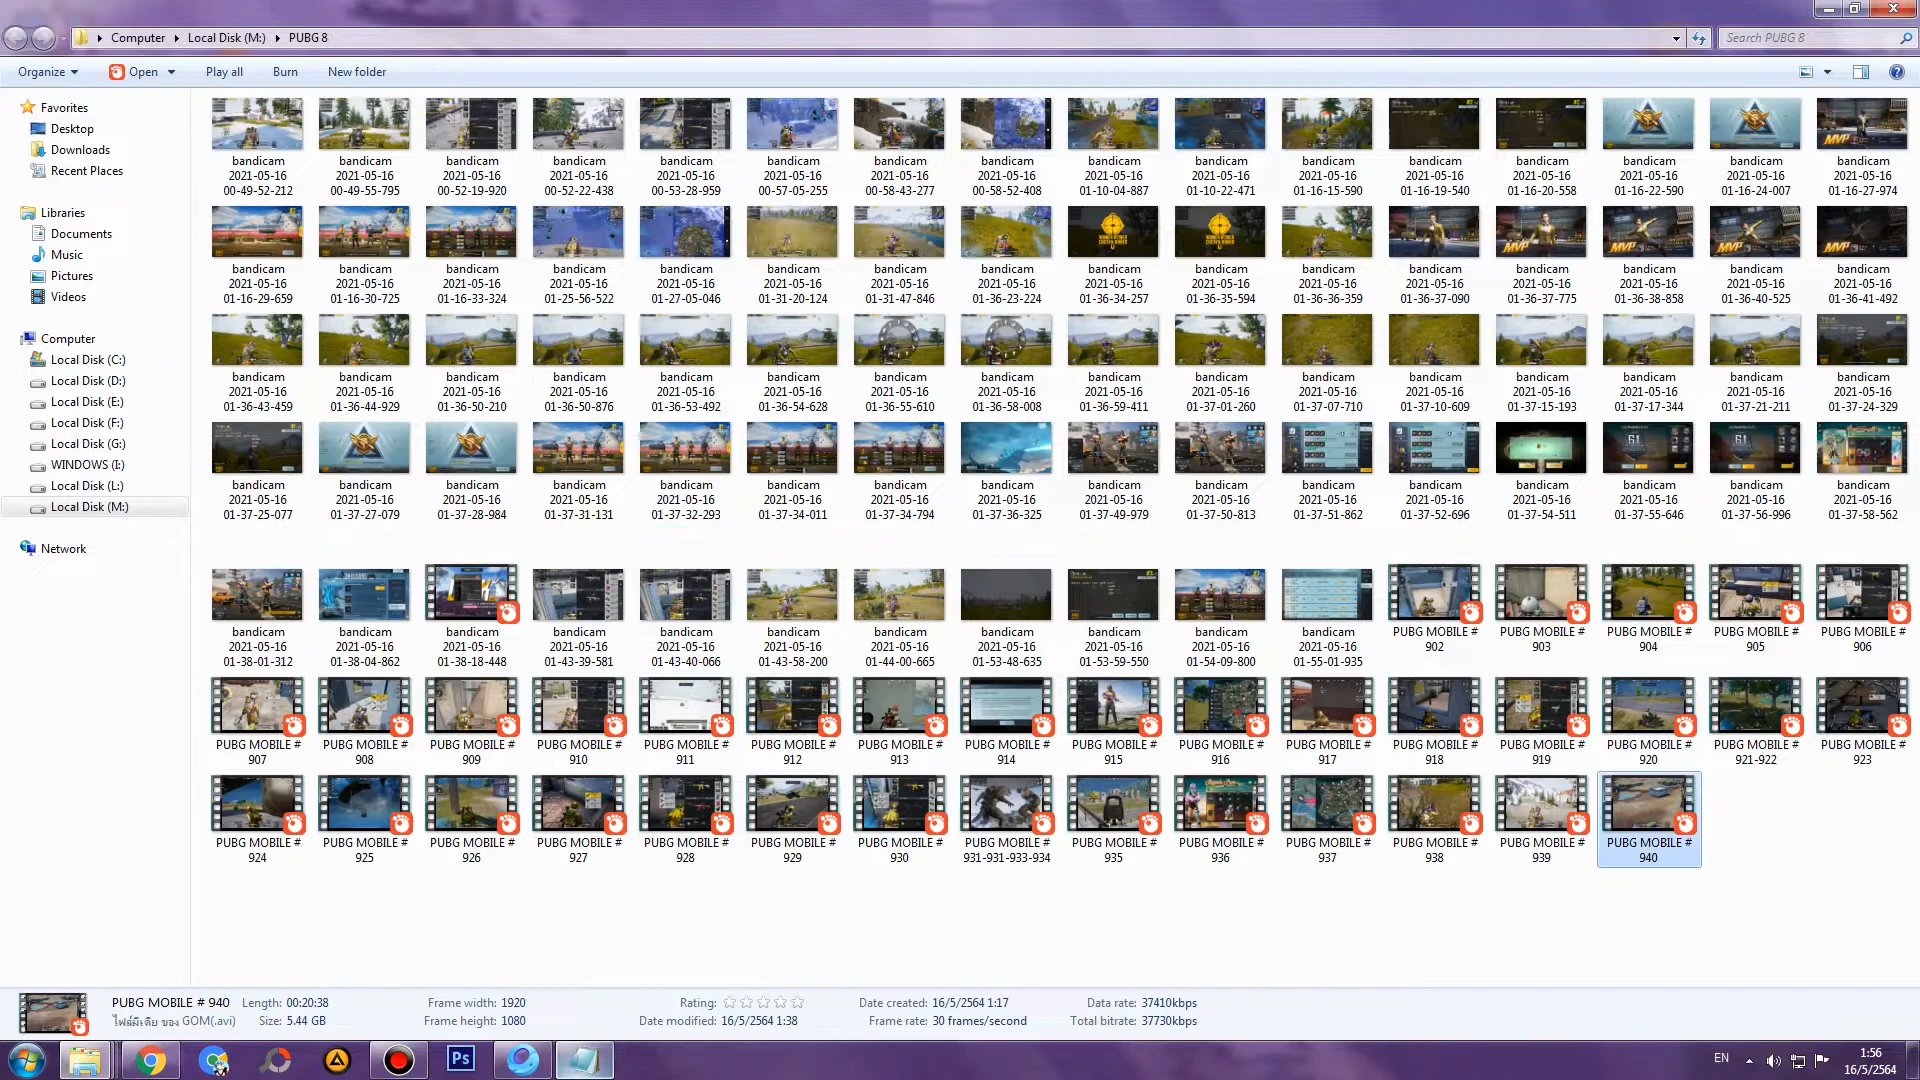 Computer
Local Disk (M:)
PUBG 8
Search PUBG 8
Organize
Open
Play all
Burn
New folder
Favorites
Desktop
Downloads
Recent Places
Libraries
Documents
Music
Pictures
Videos
Computer
Local Disk (C:)
Local Disk (D:)
Local Disk (E:)
Local Disk (F:)
Local Disk (G:)
WINDOWS (I:)
Local Disk (L:)
Local Disk (M:)
Network
bandicam 2021-05-16 00-49-52-212
bandicam 2021-05-16 00-49-55-795
bandicam 2021-05-16 00-52-19-920
bandicam 2021-05-16 00-52-22-438
bandicam 2021-05-16 00-53-28-959
bandicam 2021-05-16 00-57-05-255
bandicam 2021-05-16 00-58-43-277
bandicam 2021-05-16 00-58-52-408
bandicam 2021-05-16 01-10-04-887
bandicam 2021-05-16 01-10-22-471
bandicam 2021-05-16 01-16-15-590
bandicam 2021-05-16 01-16-19-540
bandicam 2021-05-16 01-16-20-558
bandicam 2021-05-16 01-16-22-590
bandicam 2021-05-16 01-16-24-007
bandicam 2021-05-16 01-16-27-974
bandicam 2021-05-16 01-16-29-659
bandicam 2021-05-16 01-16-30-725
bandicam 2021-05-16 01-16-33-324
bandicam 2021-05-16 01-25-56-522
bandicam 2021-05-16 01-27-05-046
bandicam 2021-05-16 01-31-20-124
bandicam 2021-05-16 01-31-47-846
bandicam 2021-05-16 01-36-23-224
bandicam 2021-05-16 01-36-34-257
bandicam 2021-05-16 01-36-35-594
bandicam 2021-05-16 01-36-36-359
bandicam 2021-05-16 01-36-37-090
bandicam 2021-05-16 01-36-37-775
bandicam 2021-05-16 01-36-38-858
bandicam 2021-05-16 01-36-40-525
bandicam 2021-05-16 01-36-41-492
bandicam 2021-05-16 01-36-43-459
bandicam 2021-05-16 01-36-44-929
bandicam 2021-05-16 01-36-50-210
bandicam 2021-05-16 01-36-50-876
bandicam 2021-05-16 01-36-53-492
bandicam 2021-05-16 01-36-54-628
bandicam 2021-05-16 01-36-55-610
bandicam 2021-05-16 01-36-58-008
bandicam 2021-05-16 01-36-59-411
bandicam 2021-05-16 01-37-01-260
bandicam 2021-05-16 01-37-07-710
bandicam 2021-05-16 01-37-10-609
bandicam 2021-05-16 01-37-15-193
bandicam 2021-05-16 01-37-17-344
bandicam 2021-05-16 01-37-21-211
bandicam 2021-05-16 01-37-24-329
bandicam 2021-05-16 01-37-25-077
bandicam 2021-05-16 01-37-27-079
bandicam 2021-05-16 01-37-28-984
bandicam 2021-05-16 01-37-31-131
bandicam 2021-05-16 01-37-32-293
bandicam 2021-05-16 01-37-34-011
bandicam 2021-05-16 01-37-34-794
bandicam 2021-05-16 01-37-36-325
bandicam 2021-05-16 01-37-49-979
bandicam 2021-05-16 01-37-50-813
bandicam 2021-05-16 01-37-51-862
bandicam 2021-05-16 01-37-52-696
bandicam 2021-05-16 01-37-54-511
bandicam 2021-05-16 01-37-55-646
bandicam 2021-05-16 01-37-56-996
bandicam 2021-05-16 01-37-58-562
bandicam 2021-05-16 01-38-01-312
bandicam 2021-05-16 01-38-04-862
bandicam 2021-05-16 01-38-18-448
bandicam 2021-05-16 01-43-39-581
bandicam 2021-05-16 01-43-40-066
bandicam 2021-05-16 01-43-58-200
bandicam 2021-05-16 01-44-00-665
bandicam 2021-05-16 01-53-48-635
bandicam 2021-05-16 01-53-59-550
bandicam 2021-05-16 01-54-09-800
bandicam 2021-05-16 01-55-01-935
PUBG MOBILE # 902
PUBG MOBILE # 903
PUBG MOBILE # 904
PUBG MOBILE # 905
PUBG MOBILE # 906
PUBG MOBILE # 907
PUBG MOBILE # 908
PUBG MOBILE # 909
PUBG MOBILE # 910
PUBG MOBILE # 911
PUBG MOBILE # 912
PUBG MOBILE # 913
PUBG MOBILE # 914
PUBG MOBILE # 915
PUBG MOBILE # 916
PUBG MOBILE # 917
PUBG MOBILE # 918
PUBG MOBILE # 919
PUBG MOBILE # 920
PUBG MOBILE # 921-922
PUBG MOBILE # 923
PUBG MOBILE # 924
PUBG MOBILE # 925
PUBG MOBILE # 926
PUBG MOBILE # 927
PUBG MOBILE # 928
PUBG MOBILE # 929
PUBG MOBILE # 930
PUBG MOBILE # 931-931-933-934
PUBG MOBILE # 935
PUBG MOBILE # 936
PUBG MOBILE # 937
PUBG MOBILE # 938
PUBG MOBILE # 939
PUBG MOBILE # 940
PUBG MOBILE # 940 Length: 00:20:38 Frame width: 1920 Rating: Date created: 16/5/2564 1:17 Data rate: 37410kbps
ไฟล์มีเดีย ของ GOM(.avi) Size: 5.44 GB Frame height: 1080 Date modified: 16/5/2564 1:38 Frame rate: 30 frames/second Total bitrate: 37730kbps
Ps
EN
1:56
16/5/2564